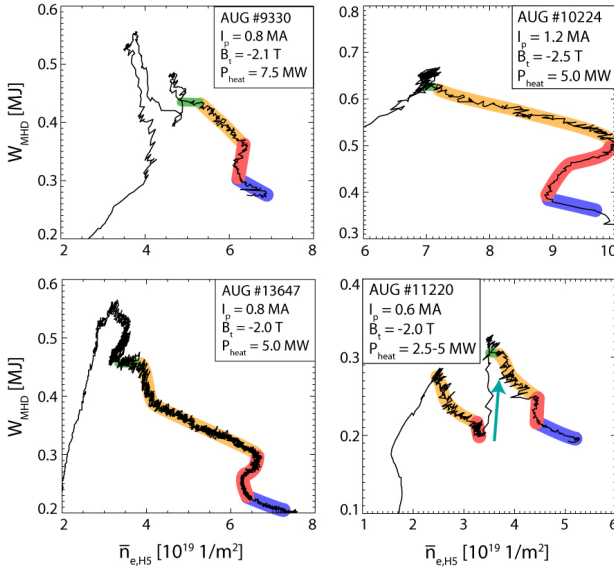 AUG #9330
I_p = 0.8 MA
B_t = -2.1 T
P_heat = 7.5 MW
W_MHD [MJ]
0.6
0.5
0.4
0.3
0.2
2 4 6 8
AUG #10224
I_p = 1.2 MA
B_t = -2.5 T
P_heat = 5.0 MW
0.8
0.7
0.6
0.5
0.4
0.3
6 7 8 9 10
AUG #13647
I_p = 0.8 MA
B_t = -2.0 T
P_heat = 5.0 MW
W_MHD [MJ]
0.6
0.5
0.4
0.3
0.2
2 4 6 8
n̅_e,H5 [10¹⁹ 1/m²]
AUG #11220
I_p = 0.6 MA
B_t = -2.0 T
P_heat = 2.5-5 MW
0.4
0.3
0.2
0.1
1 2 3 4 5 6
n̅_e,H5 [10¹⁹ 1/m²]